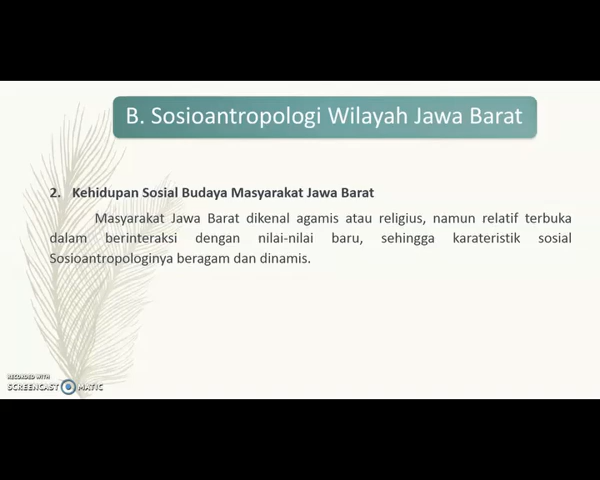 B. Sosioantropologi Wilayah Jawa Barat
2. Kehidupan Sosial Budaya Masyarakat Jawa Barat
Masyarakat Jawa Barat dikenal agamis atau religius, namun relatif terbuka
dalam berinteraksi dengan nilai-nilai baru, sehingga karateristik sosial
Sosioantropologinya beragam dan dinamis.
RECORDED WITH
SCREENCAST MATIC